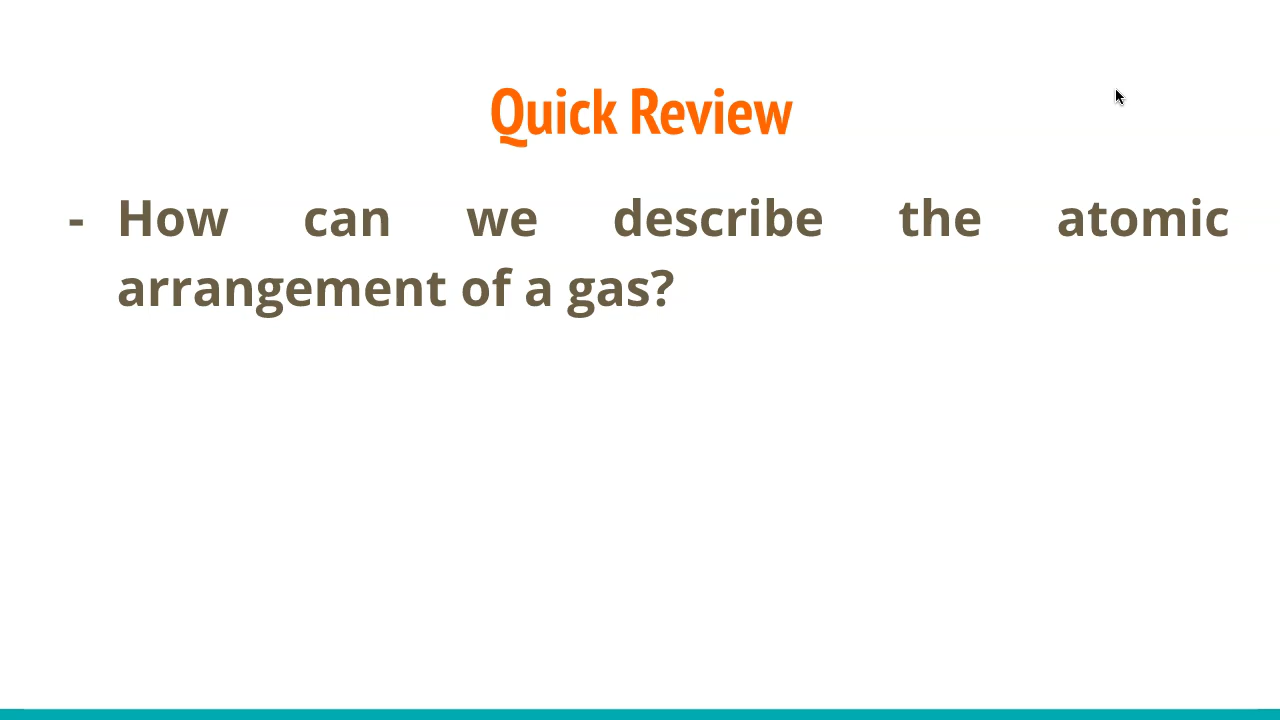 Quick Review
- How can we describe the atomic
arrangement of a gas?